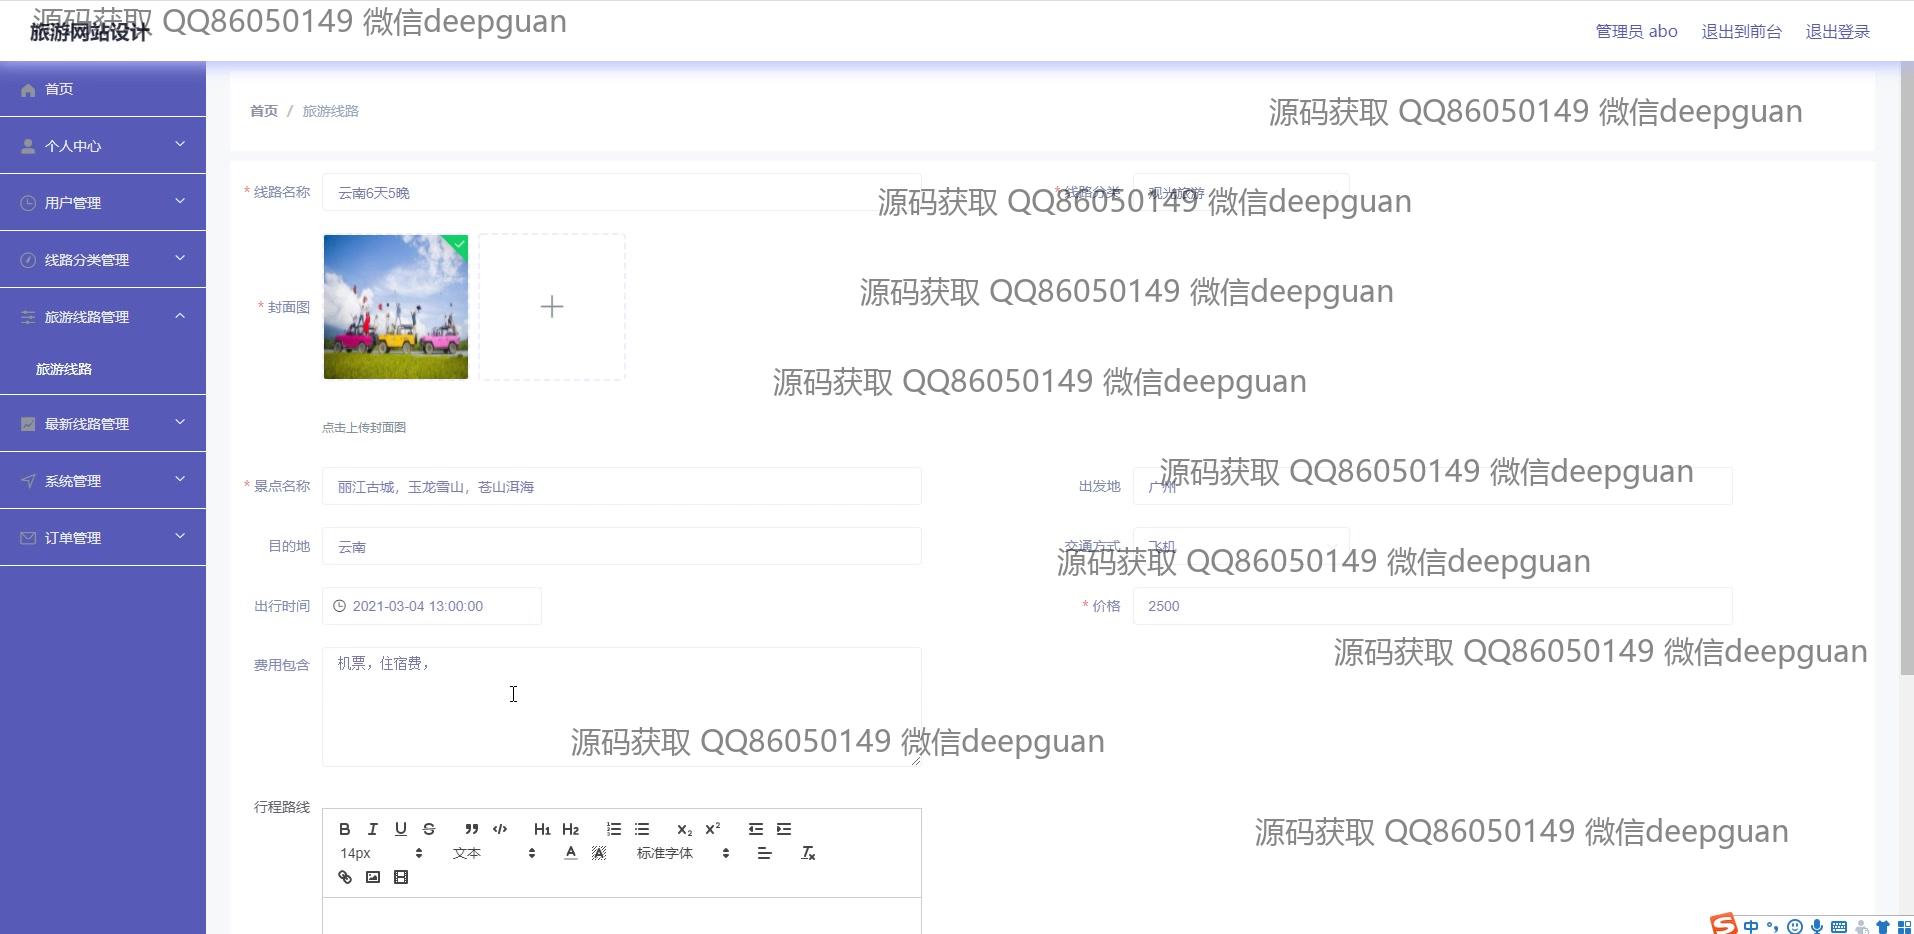 源码获取 QQ86050149 微信deepguan
旅游网站设计
管理员 abo 退出到前台 退出登录
首页
个人中心
用户管理
线路分类管理
旅游线路管理
旅游线路
最新线路管理
系统管理
订单管理
首页 / 旅游线路
源码获取 QQ86050149 微信deepguan
* 线路名称 云南6天5晚
* 线路分类 观光旅游
源码获取 QQ86050149 微信deepguan
* 封面图
源码获取 QQ86050149 微信deepguan
源码获取 QQ86050149 微信deepguan
点击上传封面图
源码获取 QQ86050149 微信deepguan
* 景点名称 丽江古城，玉龙雪山，苍山洱海
出发地 广州
目的地 云南
交通方式 飞机
源码获取 QQ86050149 微信deepguan
出行时间 2021-03-04 13:00:00
* 价格 2500
源码获取 QQ86050149 微信deepguan
费用包含 机票，住宿费，
源码获取 QQ86050149 微信deepguan
行程路线
B I U S H1 H2 X2 X2
14px 文本 A A 标准字体 Tx
源码获取 QQ86050149 微信deepguan
中